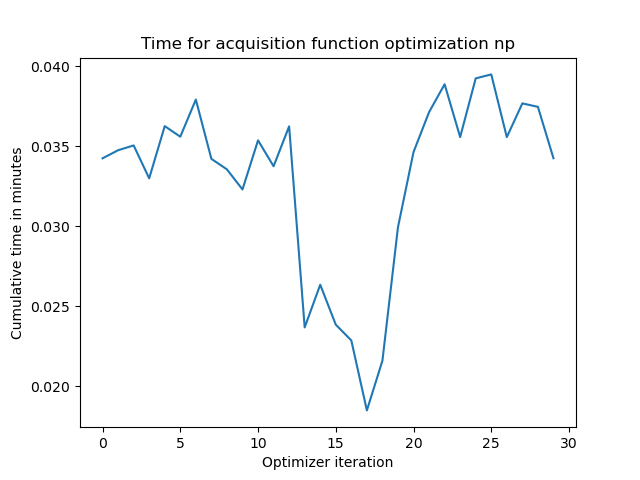 Time for acquisition function optimization np
0.040
0.035
0.030
0.025
0.020
Cumulative time in minutes
0 5 10 15 20 25 30
Optimizer iteration